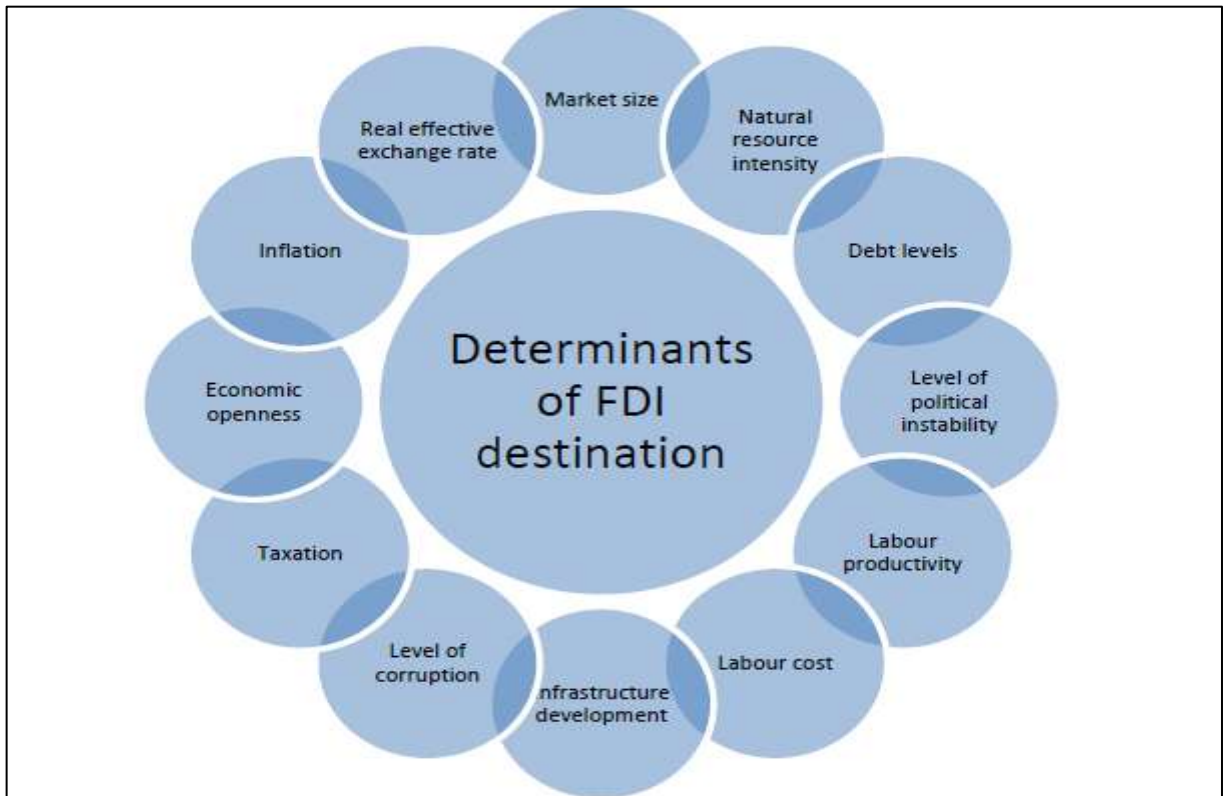 Market size
Natural
resource
intensity
Debt levels
Level of
political
instability
Labour
productivity
Labour cost
Infrastructure
development
Level of
corruption
Taxation
Economic
openness
Inflation
Real effective
exchange rate
Determinants
of FDI
destination